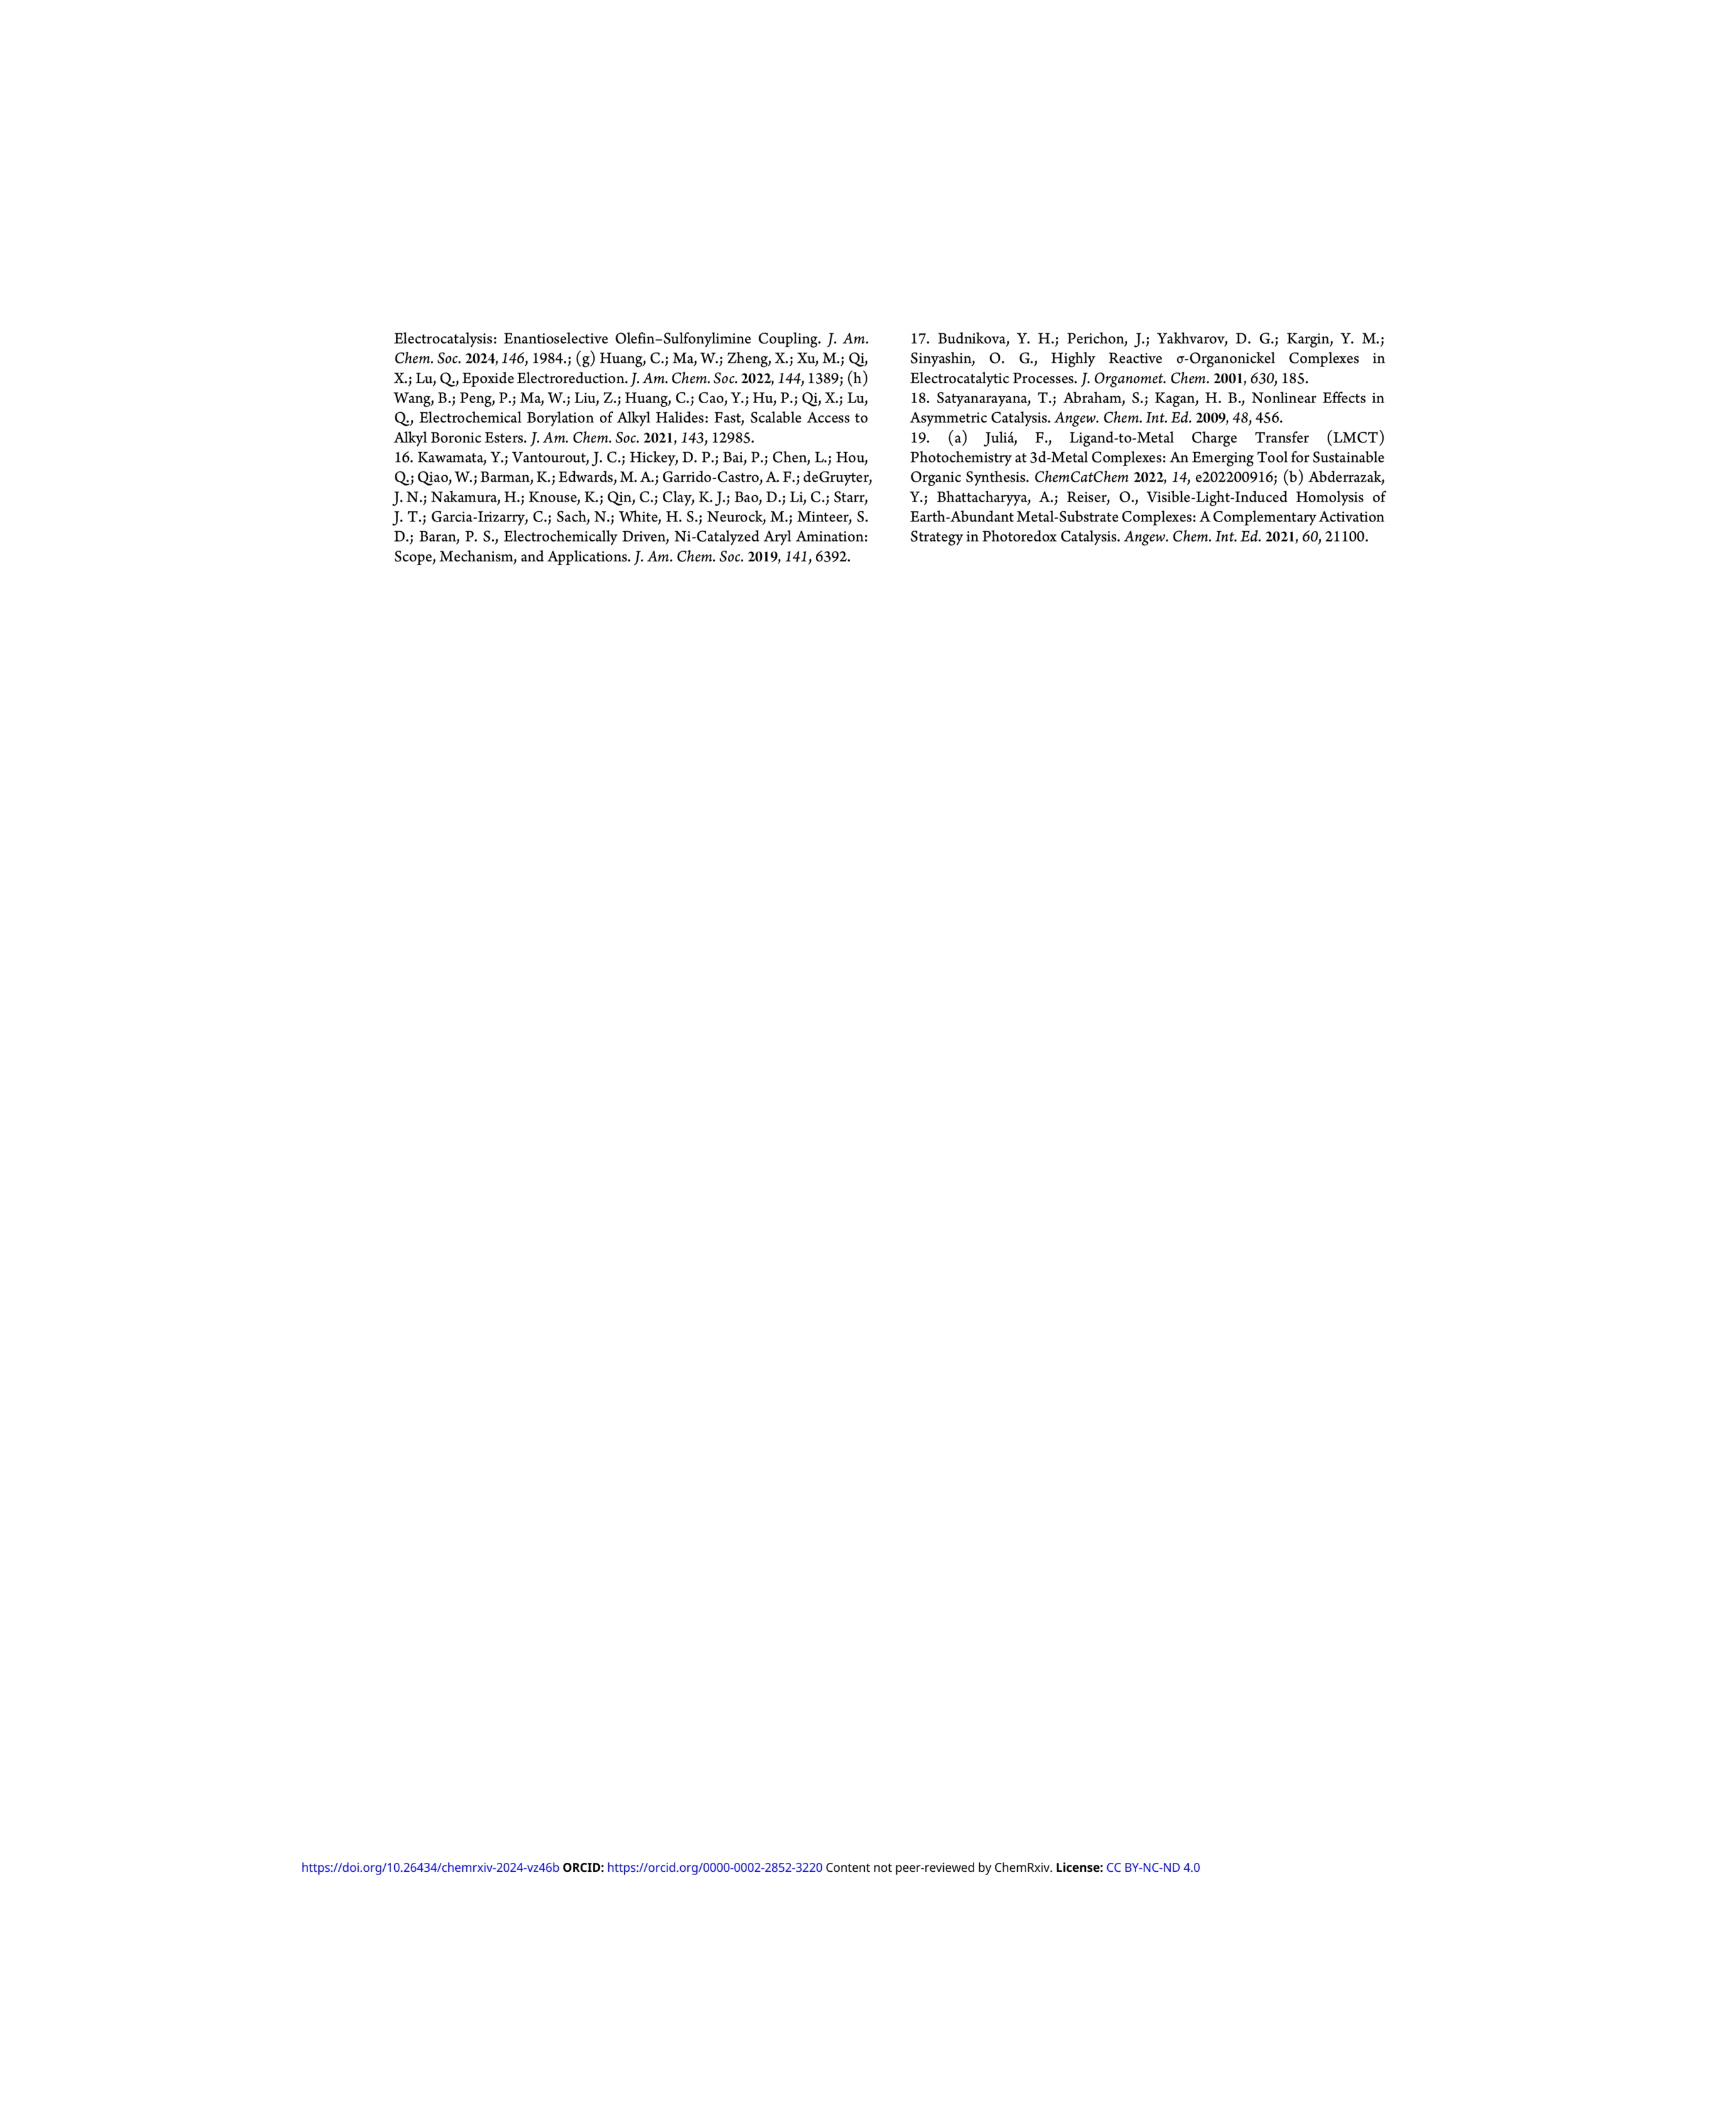 Electrocatalysis: Enantioselective Olefin–Sulfonylimine Coupling. J. Am.
Chem. Soc. 2024, 146, 1984.; (g) Huang, C.; Ma, W.; Zheng, X.; Xu, M.; Qi,
X.; Lu, Q., Epoxide Electroreduction. J. Am. Chem. Soc. 2022, 144, 1389; (h)
Wang, B.; Peng, P.; Ma, W.; Liu, Z.; Huang, C.; Cao, Y.; Hu, P.; Qi, X.; Lu,
Q., Electrochemical Borylation of Alkyl Halides: Fast, Scalable Access to
Alkyl Boronic Esters. J. Am. Chem. Soc. 2021, 143, 12985.
16. Kawamata, Y.; Vantourout, J. C.; Hickey, D. P.; Bai, P.; Chen, L.; Hou,
Q.; Qiao, W.; Barman, K.; Edwards, M. A.; Garrido-Castro, A. F.; deGruyter,
J. N.; Nakamura, H.; Knouse, K.; Qin, C.; Clay, K. J.; Bao, D.; Li, C.; Starr,
J. T.; Garcia-Irizarry, C.; Sach, N.; White, H. S.; Neurock, M.; Minteer, S.
D.; Baran, P. S., Electrochemically Driven, Ni-Catalyzed Aryl Amination:
Scope, Mechanism, and Applications. J. Am. Chem. Soc. 2019, 141, 6392.
17. Budnikova, Y. H.; Perichon, J.; Yakhvarov, D. G.; Kargin, Y. M.;
Sinyashin, O. G., Highly Reactive σ-Organonickel Complexes in
Electrocatalytic Processes. J. Organomet. Chem. 2001, 630, 185.
18. Satyanarayana, T.; Abraham, S.; Kagan, H. B., Nonlinear Effects in
Asymmetric Catalysis. Angew. Chem. Int. Ed. 2009, 48, 456.
19. (a) Juliá, F., Ligand-to-Metal Charge Transfer (LMCT)
Photochemistry at 3d-Metal Complexes: An Emerging Tool for Sustainable
Organic Synthesis. ChemCatChem 2022, 14, e202200916; (b) Abderrazak,
Y.; Bhattacharyya, A.; Reiser, O., Visible-Light-Induced Homolysis of
Earth-Abundant Metal-Substrate Complexes: A Complementary Activation
Strategy in Photoredox Catalysis. Angew. Chem. Int. Ed. 2021, 60, 21100.
https://doi.org/10.26434/chemrxiv-2024-vz46b ORCID: https://orcid.org/0000-0002-2852-3220 Content not peer-reviewed by ChemRxiv. License: CC BY-NC-ND 4.0